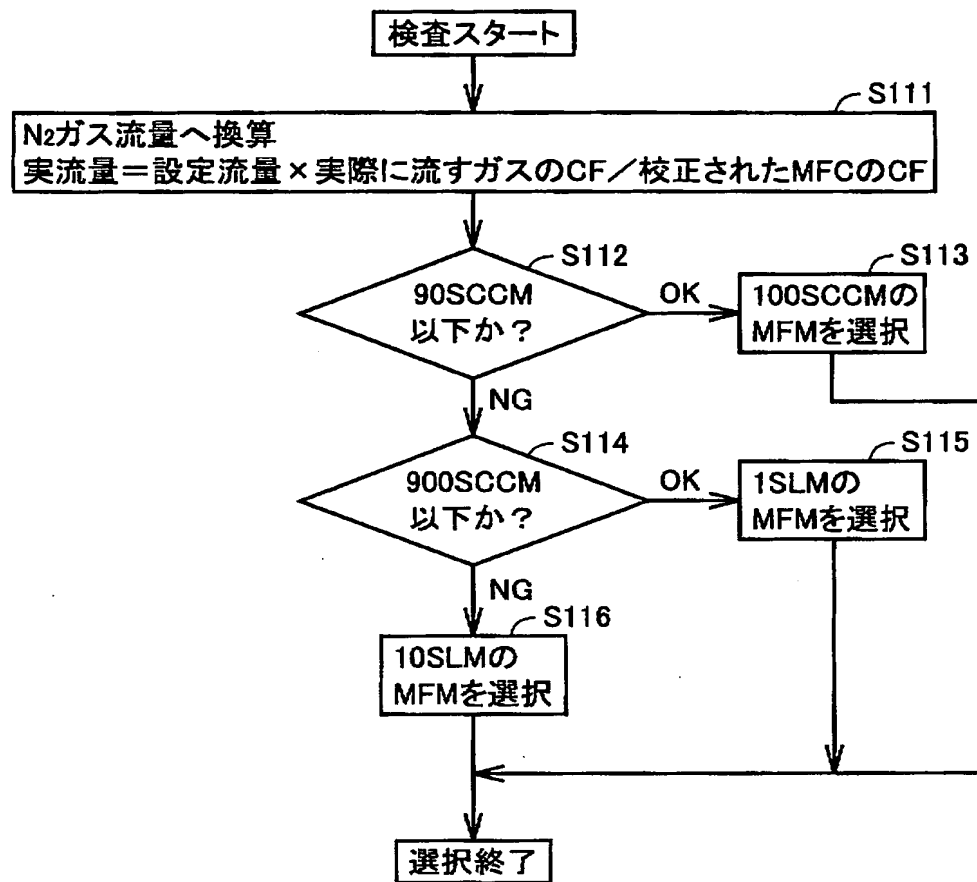 検査スタート
S111
N2ガス流量へ換算
実流量＝設定流量×実際に流すガスのCF／校正されたMFCのCF
S112
90SCCM
以下か？
OK
S113
100SCCMの
MFMを選択
NG
S114
900SCCM
以下か？
OK
S115
1SLMの
MFMを選択
NG
S116
10SLMの
MFMを選択
選択終了